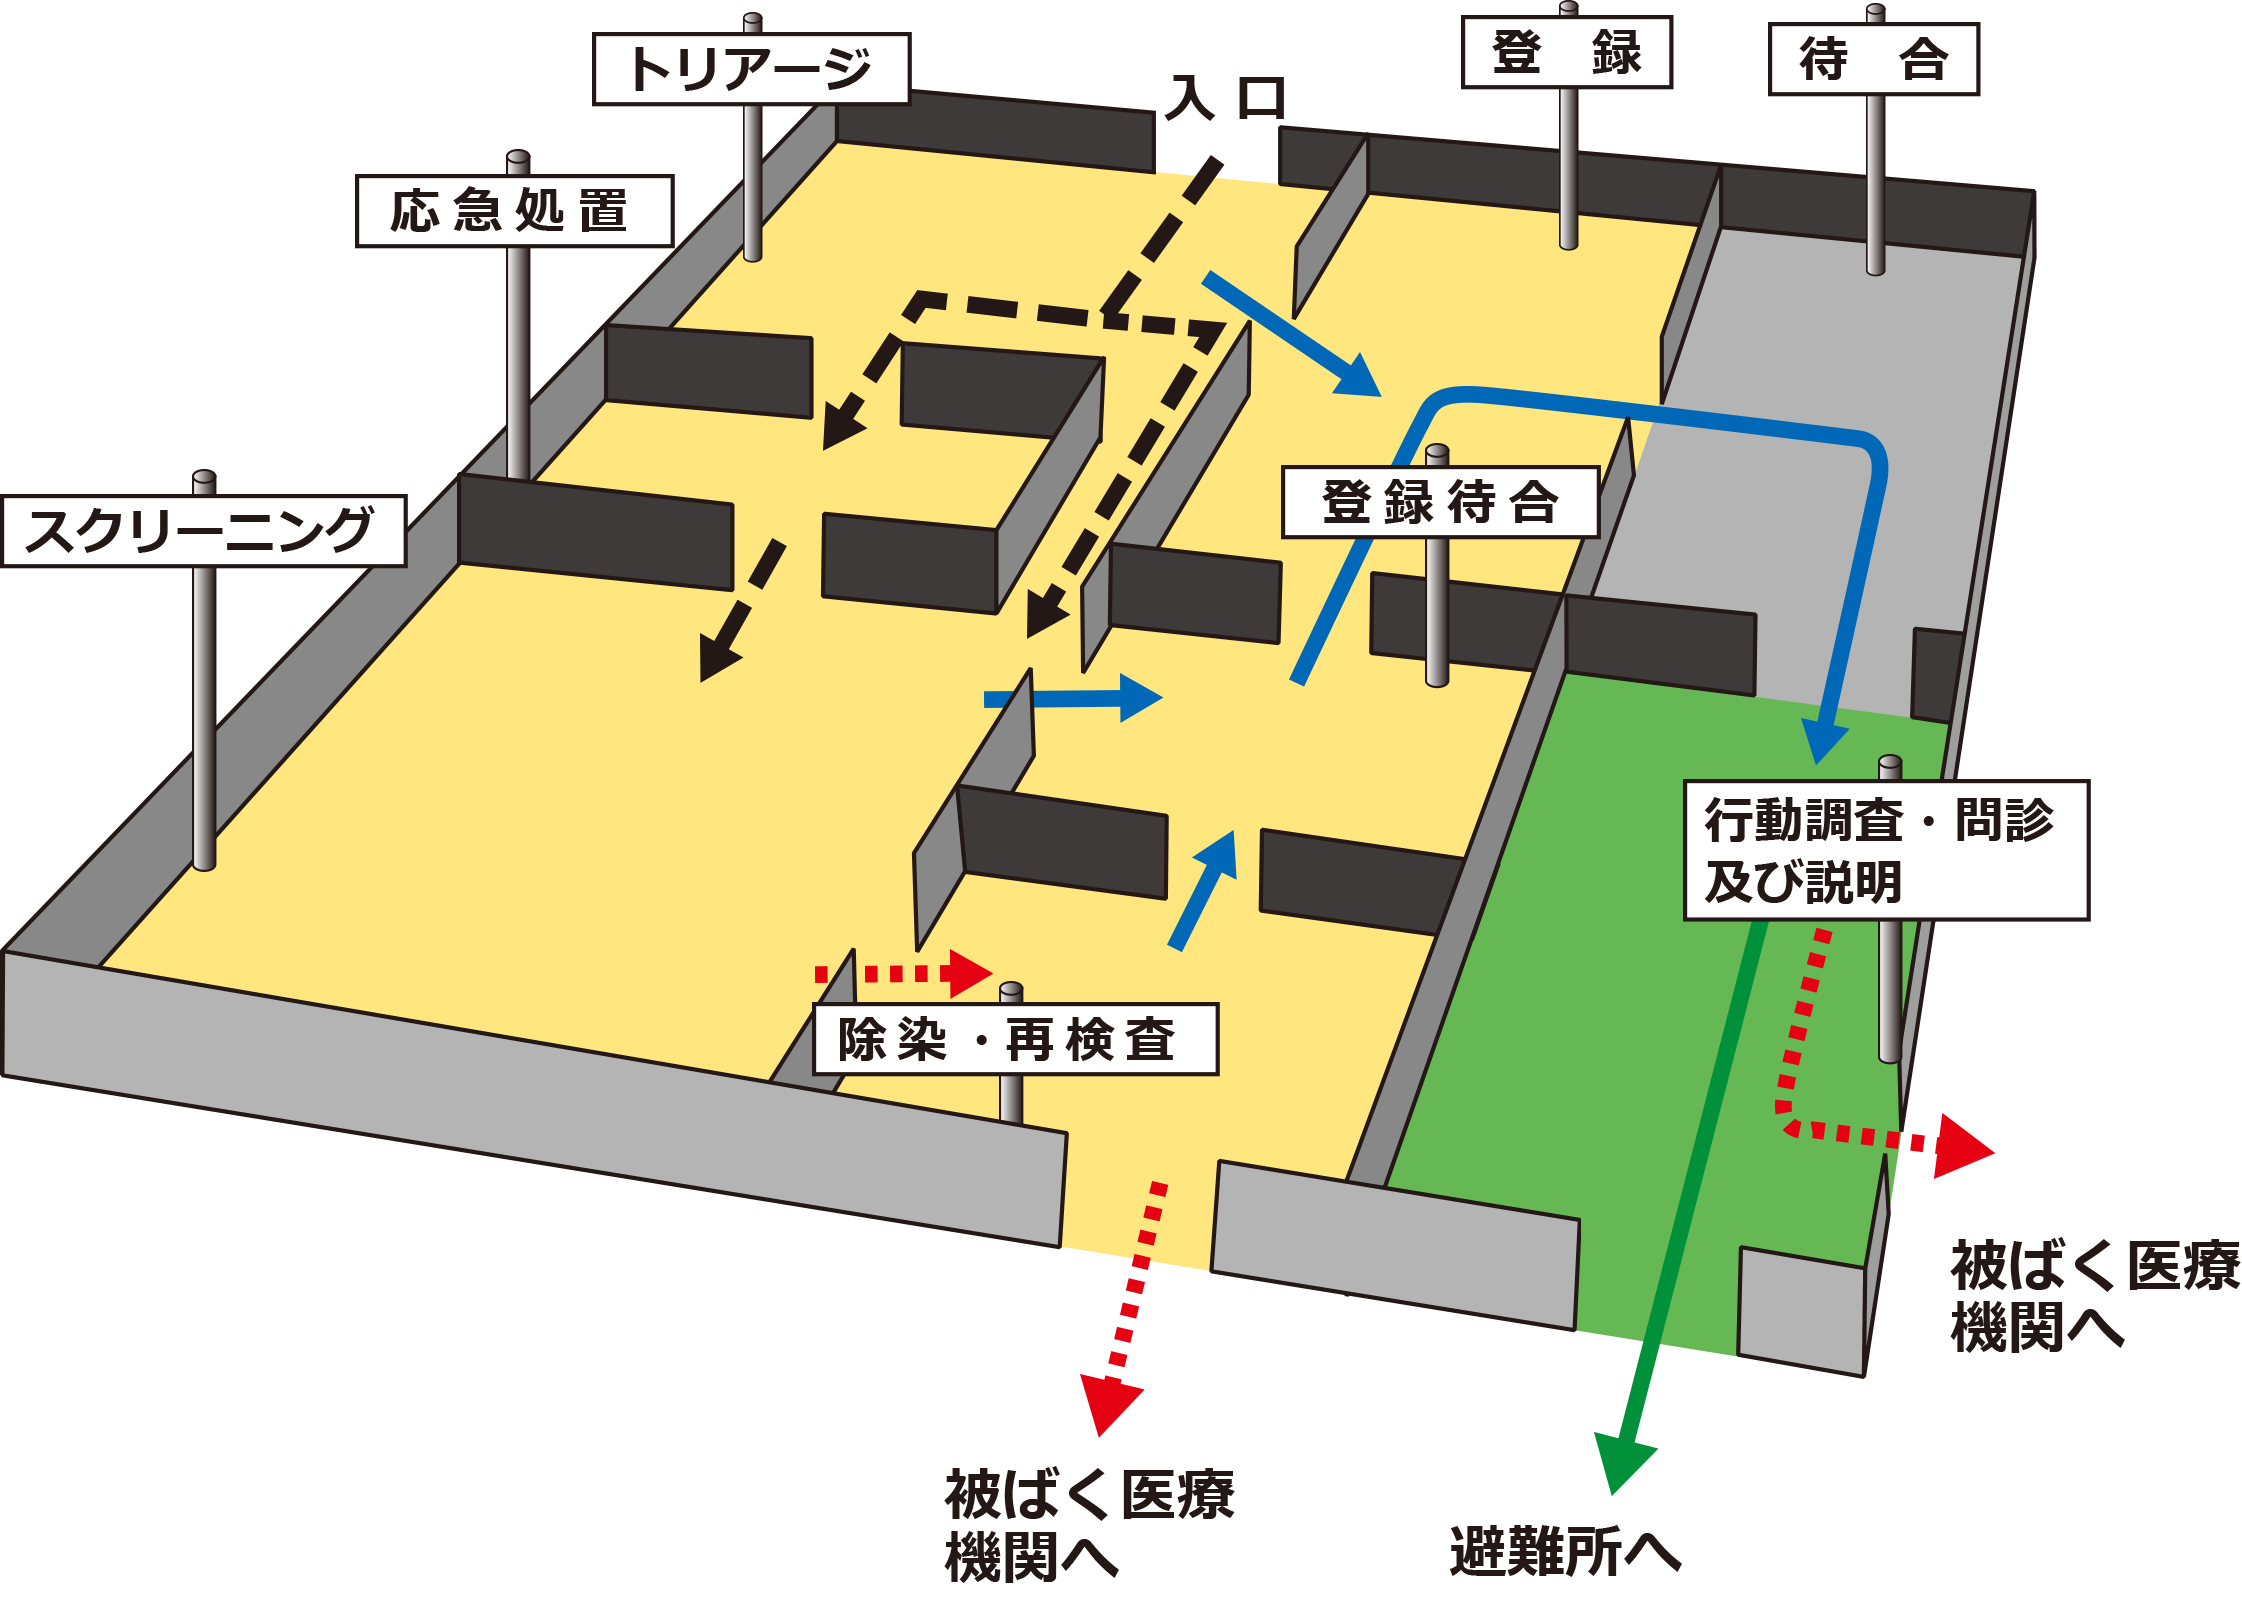 トリアージ
入口
登　録
待　合
応急処置
スクリーニング
登録待合
行動調査・問診
及び説明
除染・再検査
被ばく医療
機関へ
被ばく医療
機関へ
避難所へ